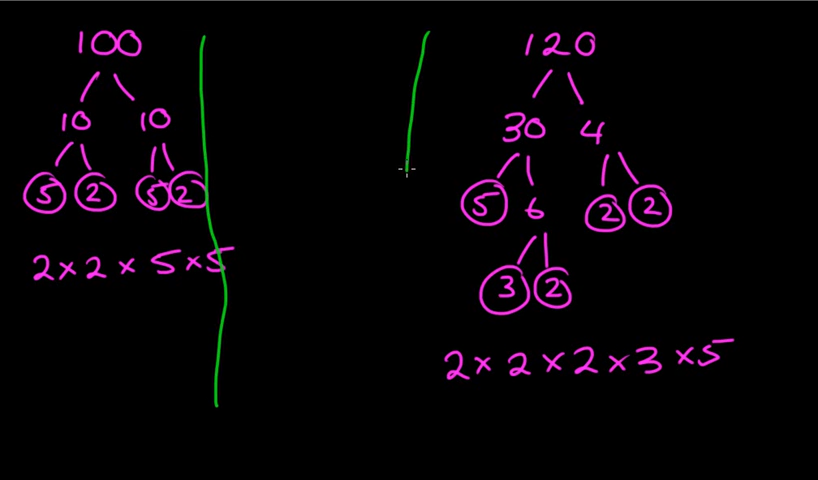 100
10 10
5 2 5 2
2 × 2 × 5 × 5
120
30 4
5 6 2 2
3 2
2 × 2 × 2 × 3 × 5